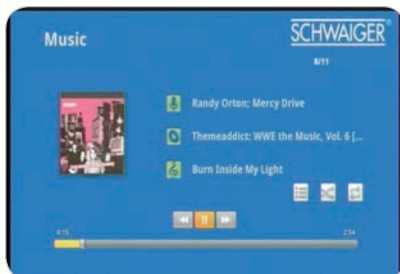 Music
SCHWAIGER®
8/11
Randy Orton; Mercy Drive
Themeaddict: WWE the Music, Vol. 6 [...
Burn Inside My Light
0:15
2:54